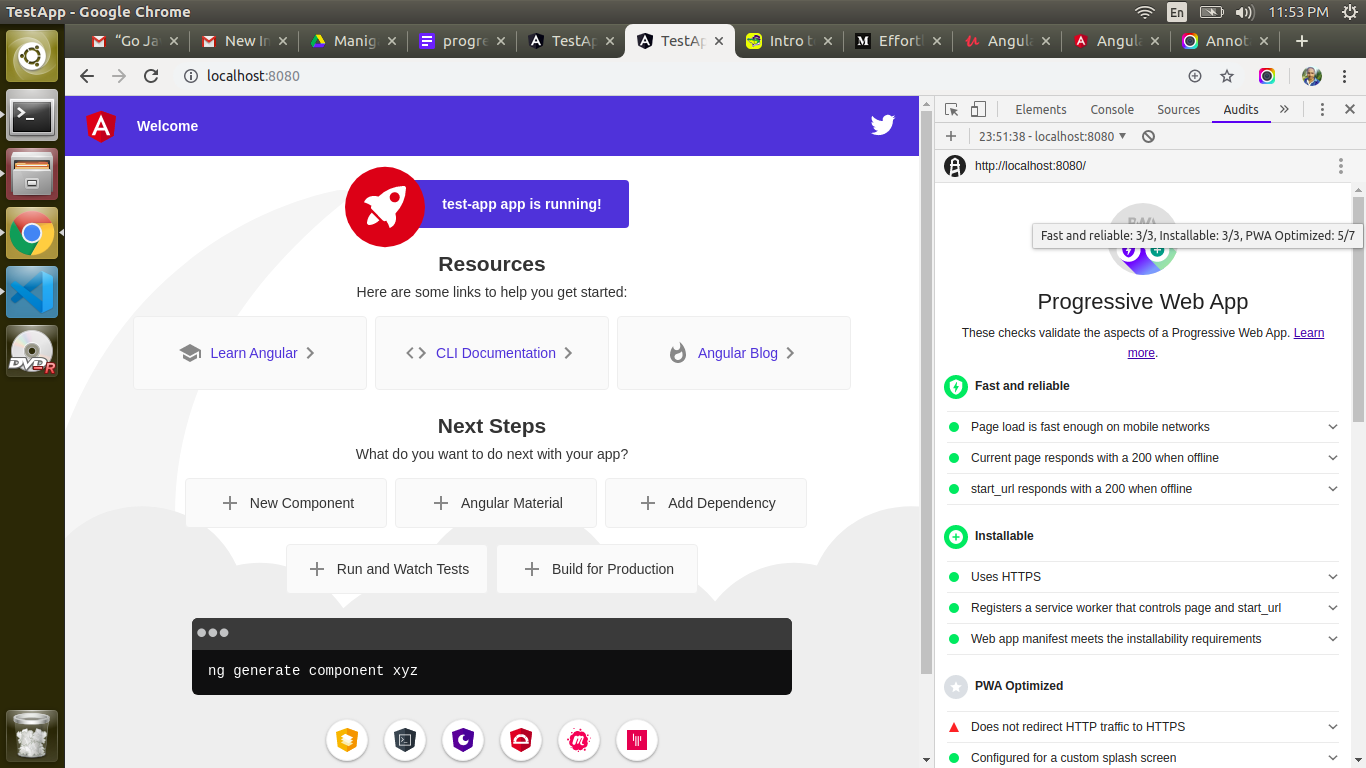 TestApp - Google Chrome
En
11:53 PM
“Go Ja
New In
Manig
progre
TestAp
TestAp
Intro t
Effortl
Angula
Angula
Annot
localhost:8080
Elements
Console
Sources
Audits
23:51:38 - localhost:8080
http://localhost:8080/
Welcome
test-app app is running!
Resources
Here are some links to help you get started:
Learn Angular
CLI Documentation
Angular Blog
Next Steps
What do you want to do next with your app?
New Component
Angular Material
Add Dependency
Run and Watch Tests
Build for Production
ng generate component xyz
Fast and reliable: 3/3, Installable: 3/3, PWA Optimized: 5/7
Progressive Web App
These checks validate the aspects of a Progressive Web App. Learn
more.
Fast and reliable
Page load is fast enough on mobile networks
Current page responds with a 200 when offline
start_url responds with a 200 when offline
Installable
Uses HTTPS
Registers a service worker that controls page and start_url
Web app manifest meets the installability requirements
PWA Optimized
Does not redirect HTTP traffic to HTTPS
Configured for a custom splash screen
DVD-R